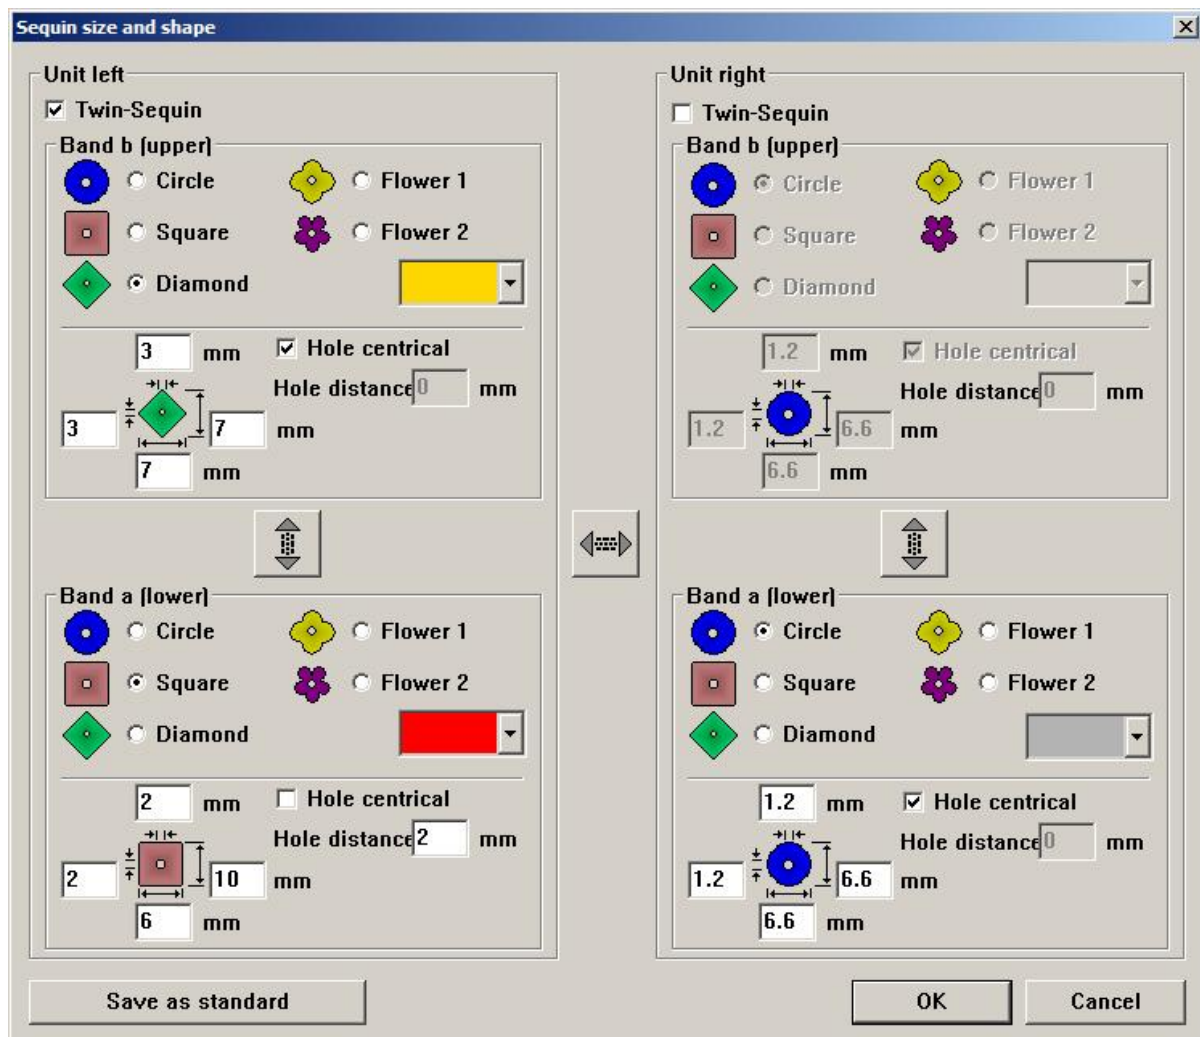 Sequin size and shape
Unit left
Twin-Sequin
Band b (upper)
Circle Flower 1
Square Flower 2
Diamond
3 mm Hole centrical
Hole distance 0 mm
3 7 mm
7 mm
Band a (lower)
Circle Flower 1
Square Flower 2
Diamond
2 mm Hole centrical
Hole distance 2 mm
2 10 mm
6 mm
Unit right
Twin-Sequin
Band b (upper)
Circle Flower 1
Square Flower 2
Diamond
1.2 mm Hole centrical
Hole distance 0 mm
1.2 6.6 mm
6.6 mm
Band a (lower)
Circle Flower 1
Square Flower 2
Diamond
1.2 mm Hole centrical
Hole distance 0 mm
1.2 6.6 mm
6.6 mm
Save as standard OK Cancel